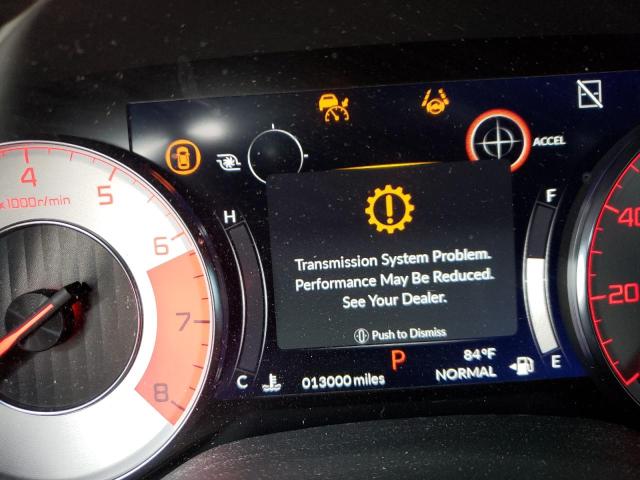 4
5
x1000r/min
6
7
8
ACCEL
H
F
40
20
Transmission System Problem.
Performance May Be Reduced.
See Your Dealer.
Push to Dismiss
C
013000 miles
P
84°F
NORMAL
E